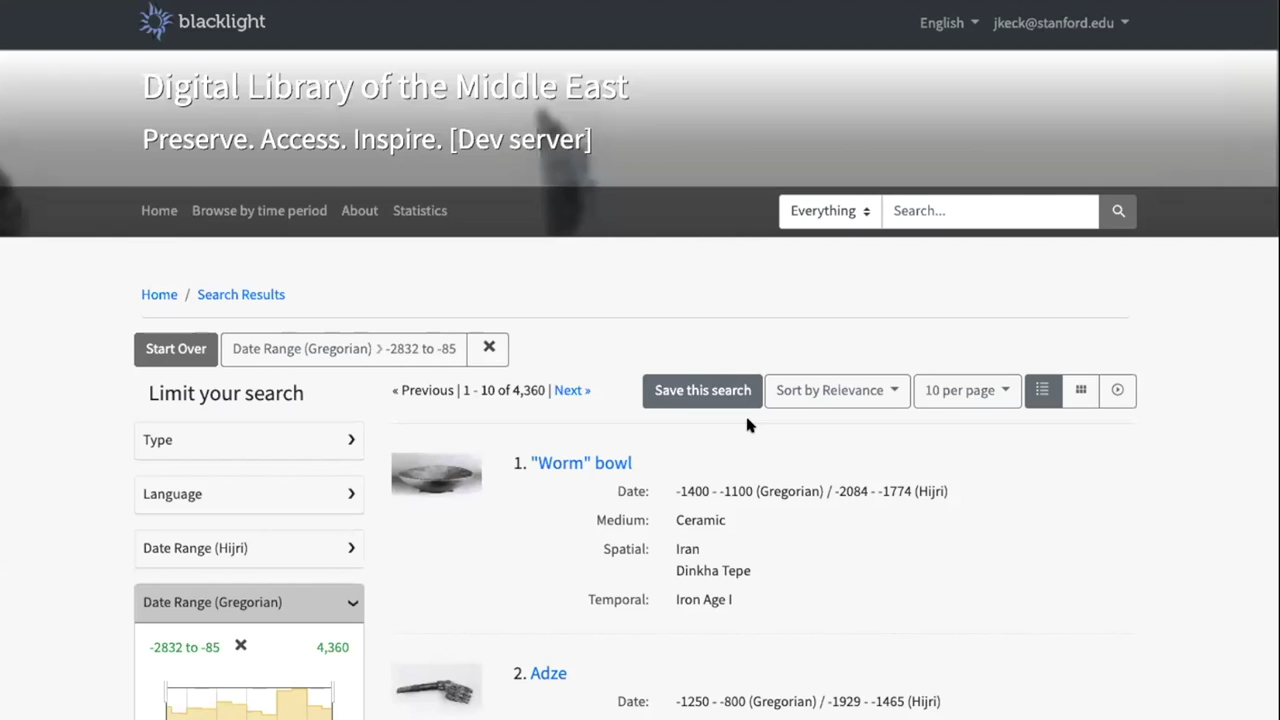 blacklight
English jkeck@stanford.edu
Digital Library of the Middle East
Preserve. Access. Inspire. [Dev server]
Home Browse by time period About Statistics Everything Search...
Home / Search Results
Start Over Date Range (Gregorian) > -2832 to -85 ✖
Limit your search « Previous | 1 - 10 of 4,360 | Next » Save this search Sort by Relevance 10 per page
Type
1. "Worm" bowl
Language
Date: -1400 - -1100 (Gregorian) / -2084 - -1774 (Hijri)
Medium: Ceramic
Date Range (Hijri)
Spatial: Iran
Dinkha Tepe
Date Range (Gregorian)
Temporal: Iron Age I
-2832 to -85 ✖ 4,360
2. Adze
Date: -1250 - -800 (Gregorian) / -1929 - -1465 (Hijri)